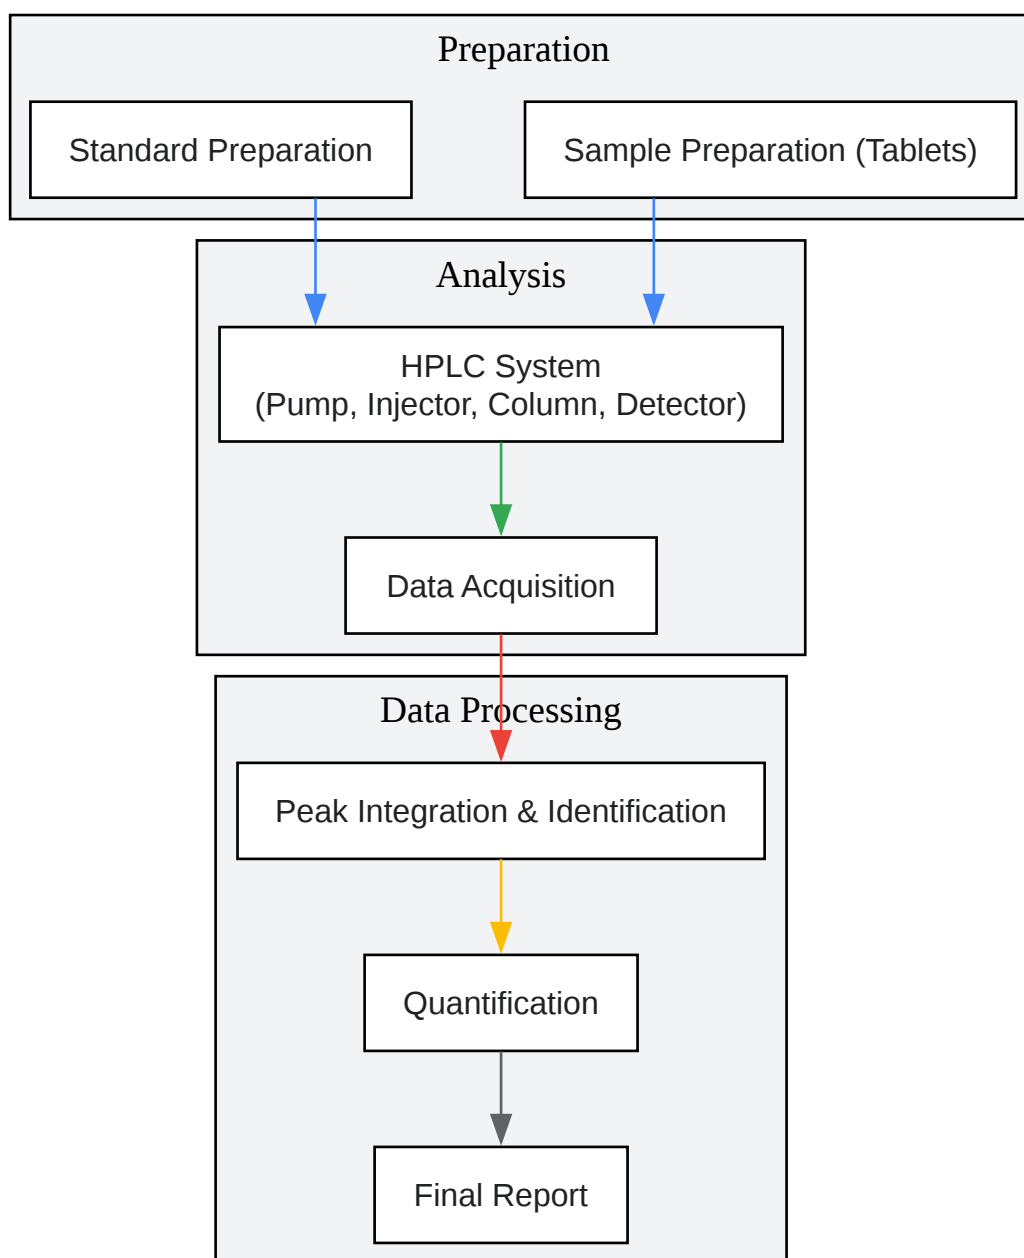 Preparation
Standard Preparation
Sample Preparation (Tablets)
Analysis
HPLC System
(Pump, Injector, Column, Detector)
Data Acquisition
Data Processing
Peak Integration & Identification
Quantification
Final Report